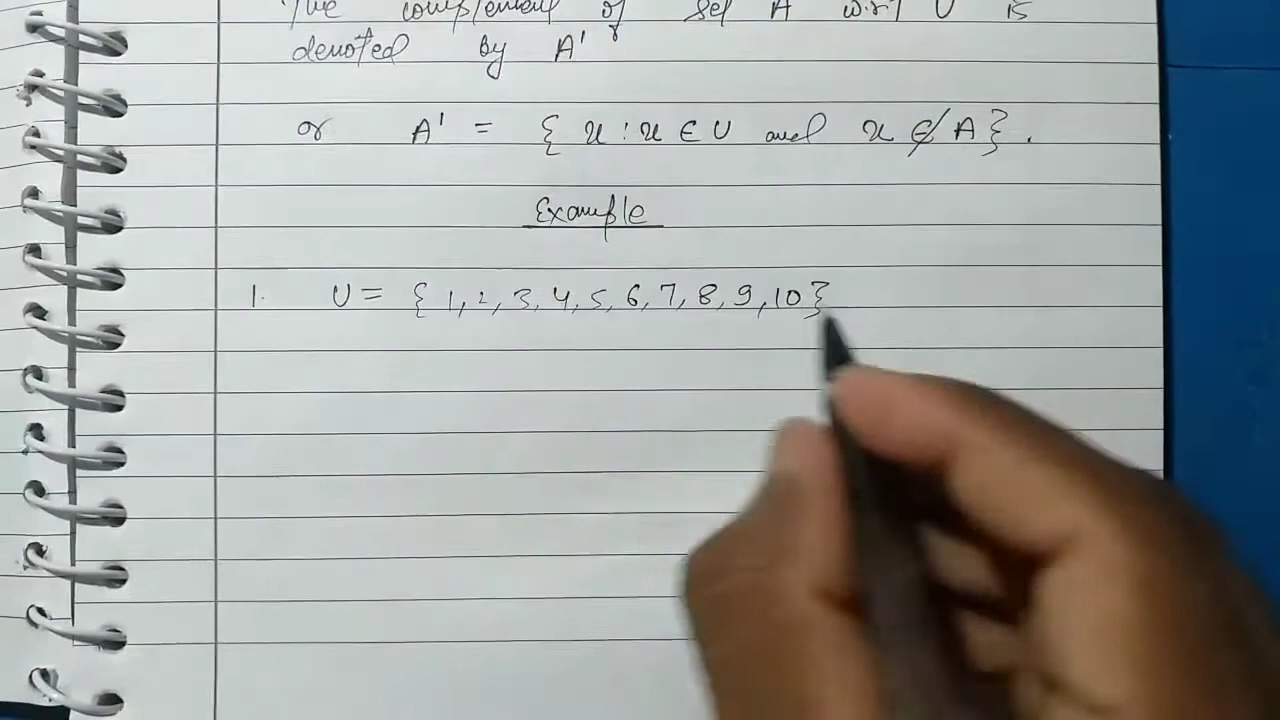 The complement of set A w.r.t U is
denoted by A'
or A' = { x : x ∈ U and x ∉ A } .
Example
1. U = { 1, 2, 3, 4, 5, 6, 7, 8, 9, 10 }